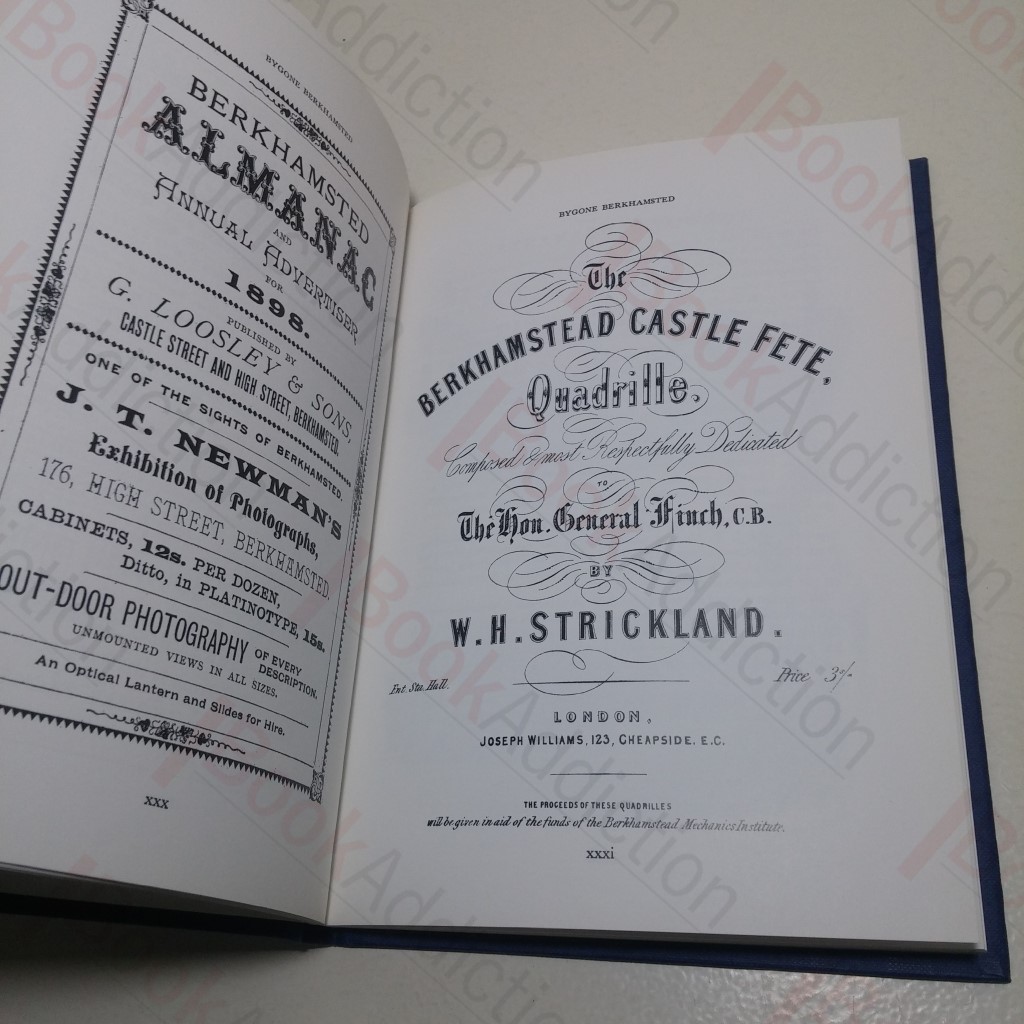 BYGONE BERKHAMSTED
BERKHAMSTED
ALMANAC
AND
ANNUAL ADVERTISER
FOR
1898.
PUBLISHED BY
G. LOOSLEY & SONS,
CASTLE STREET AND HIGH STREET, BERKHAMSTED.
ONE OF THE SIGHTS OF BERKHAMSTED.
J. T. NEWMAN'S
Exhibition of Photographs,
176, HIGH STREET, BERKHAMSTED.
CABINETS, 12s. PER DOZEN,
Ditto, in PLATINOTYPE, 15s.
OUT-DOOR PHOTOGRAPHY OF EVERY DESCRIPTION.
UNMOUNTED VIEWS IN ALL SIZES.
An Optical Lantern and Slides for Hire.
xxx
BYGONE BERKHAMSTED
The
BERKHAMSTEAD CASTLE FETE,
Quadrille.
Composed & most Respectfully Dedicated
TO
The Hon. General Finch, C.B.
BY
W. H. STRICKLAND.
Ent. Sta. Hall. Price 3/-
LONDON,
JOSEPH WILLIAMS, 123, CHEAPSIDE. E.C.
THE PROCEEDS OF THESE QUADRILLES
will be given in aid of the funds of the Berkhamstead Mechanics Institute.
xxxi
BookAddiction